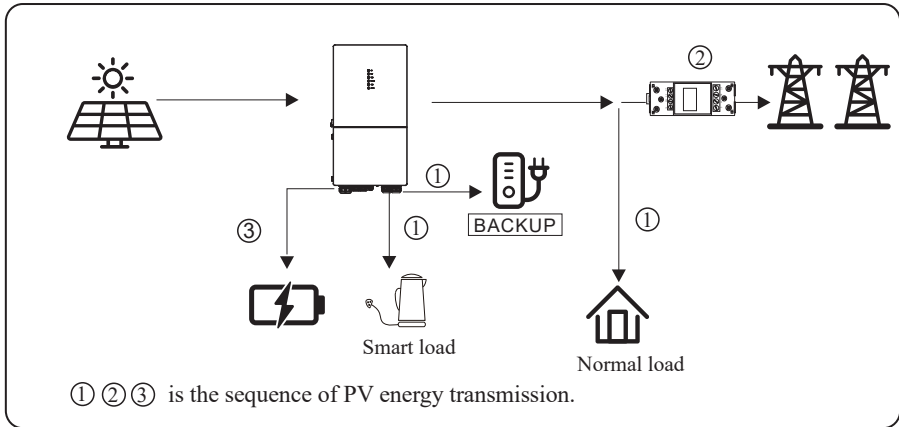 ②
①
BACKUP
③
①
①
Smart load
Normal load
① ② ③ is the sequence of PV energy transmission.